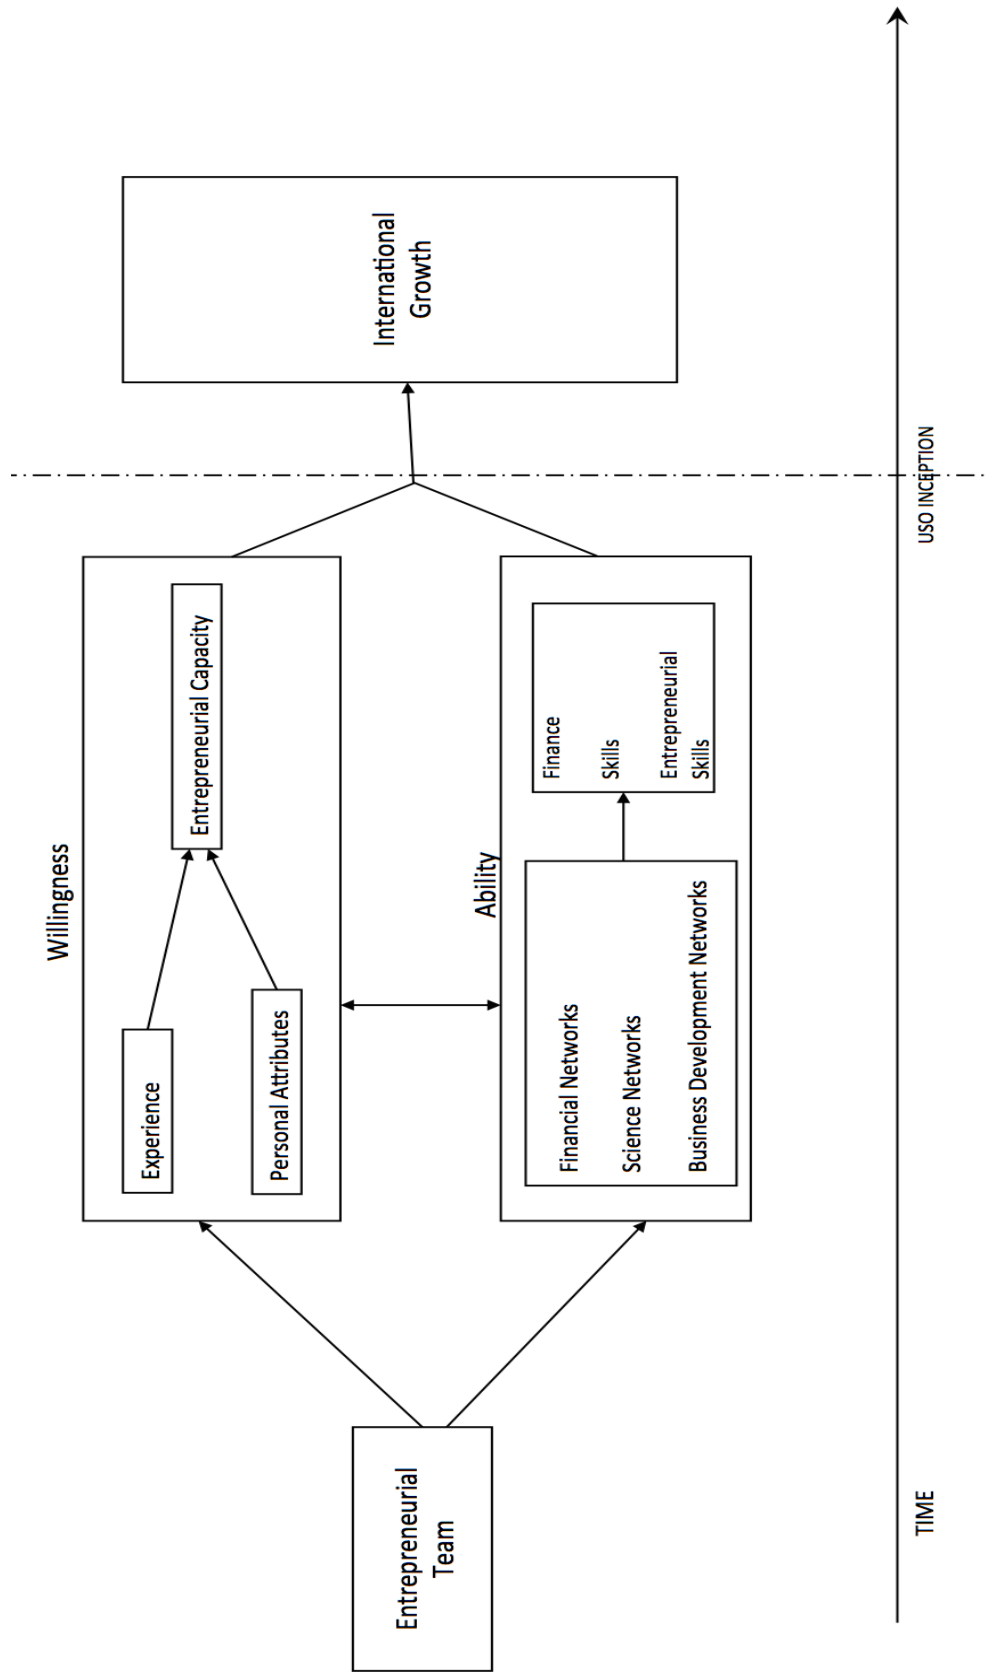 Willingness
Experience
Personal Attributes
Entrepreneurial Capacity
Entrepreneurial
Team
Ability
Financial Networks
Science Networks
Business Development Networks
Finance
Skills
Entrepreneurial
Skills
International
Growth
TIME
USO INCEPTION